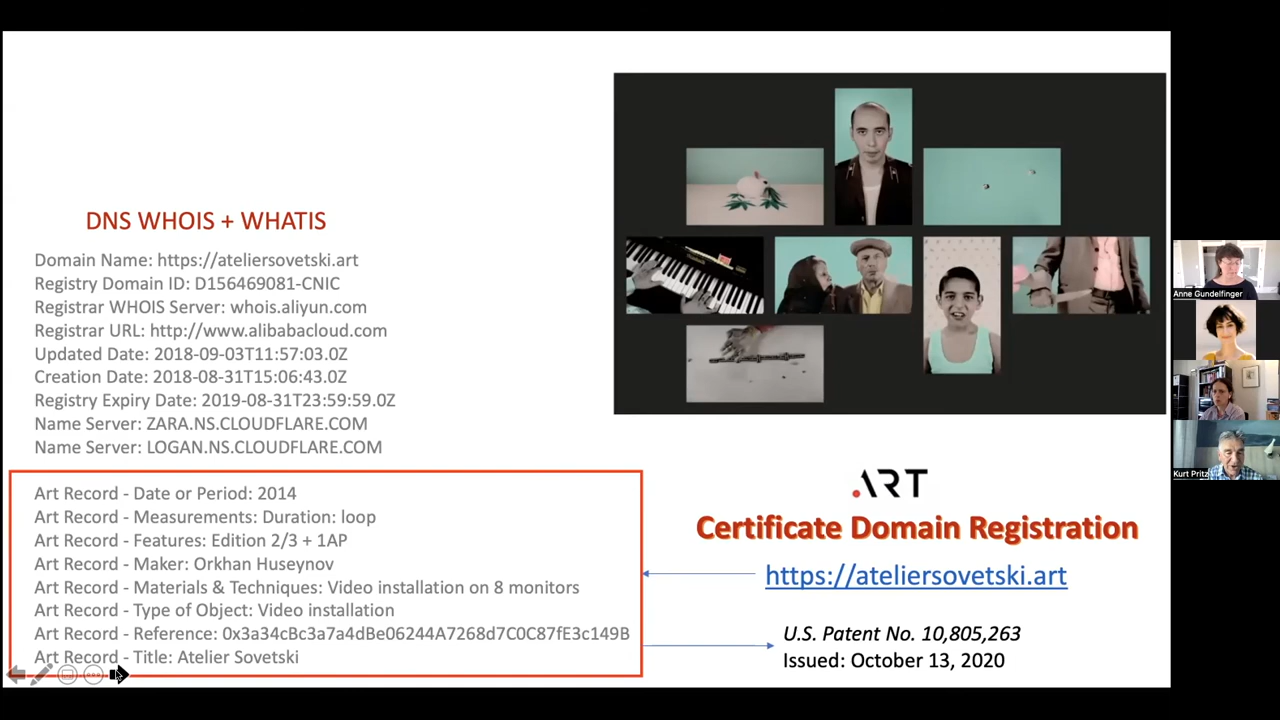 DNS WHOIS + WHATIS
Domain Name: https://ateliersovetski.art
Registry Domain ID: D156469081-CNIC
Registrar WHOIS Server: whois.aliyun.com
Registrar URL: http://www.alibabacloud.com
Updated Date: 2018-09-03T11:57:03.0Z
Creation Date: 2018-08-31T15:06:43.0Z
Registry Expiry Date: 2019-08-31T23:59:59.0Z
Name Server: ZARA.NS.CLOUDFLARE.COM
Name Server: LOGAN.NS.CLOUDFLARE.COM
Art Record - Date or Period: 2014
Art Record - Measurements: Duration: loop
Art Record - Features: Edition 2/3 + 1AP
Art Record - Maker: Orkhan Huseynov
Art Record - Materials & Techniques: Video installation on 8 monitors
Art Record - Type of Object: Video installation
Art Record - Reference: 0x3a34cBc3a7a4dBe06244A7268d7C0C87fE3c149B
Art Record - Title: Atelier Sovetski
.ART
Certificate Domain Registration
https://ateliersovetski.art
U.S. Patent No. 10,805,263
Issued: October 13, 2020
Anne Gundelfinger
Kurt Pritz